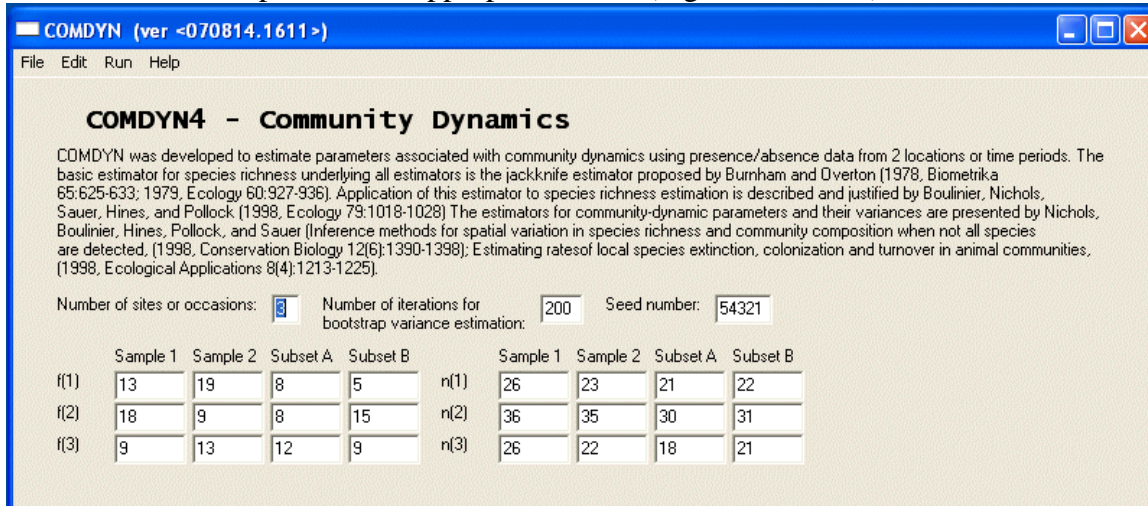 COMDYN (ver <070814.1611>)
File Edit Run Help
COMDYN4 - Community Dynamics
COMDYN was developed to estimate parameters associated with community dynamics using presence/absence data from 2 locations or time periods. The
basic estimator for species richness underlying all estimators is the jackknife estimator proposed by Burnham and Overton (1978, Biometrika
65:625-633; 1979, Ecology 60:927-936). Application of this estimator to species richness estimation is described and justified by Boulinier, Nichols,
Sauer, Hines, and Pollock (1998, Ecology 79:1018-1028) The estimators for community-dynamic parameters and their variances are presented by Nichols,
Boulinier, Hines, Pollock, and Sauer (Inference methods for spatial variation in species richness and community composition when not all species
are detected, (1998, Conservation Biology 12(6):1390-1398); Estimating ratesof local species extinction, colonization and turnover in animal communities,
(1998, Ecological Applications 8(4):1213-1225).
Number of sites or occasions: 3 Number of iterations for 200 Seed number: 54321
bootstrap variance estimation:
Sample 1 Sample 2 Subset A Subset B Sample 1 Sample 2 Subset A Subset B
f(1) 13 19 8 5 n(1) 26 23 21 22
f(2) 18 9 8 15 n(2) 36 35 30 31
f(3) 9 13 12 9 n(3) 26 22 18 21